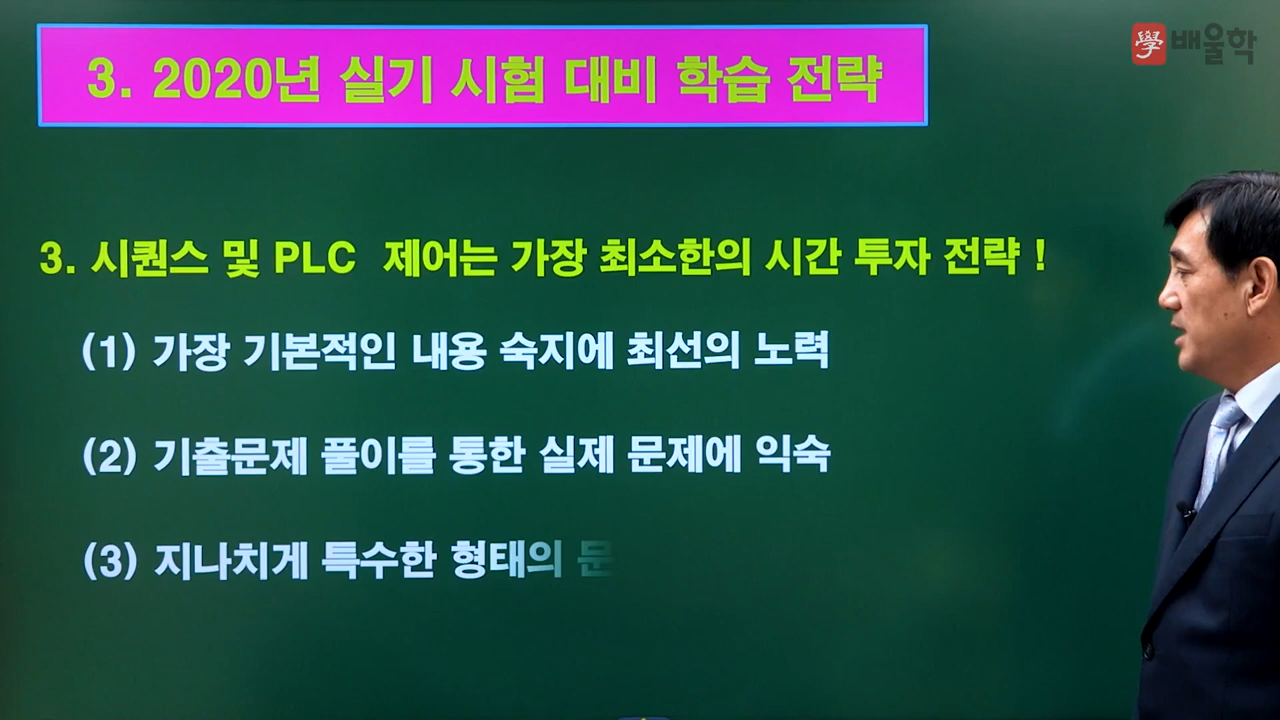 學 배울학
3. 2020년 실기 시험 대비 학습 전략
3. 시퀀스 및 PLC 제어는 가장 최소한의 시간 투자 전략 !
(1) 가장 기본적인 내용 숙지에 최선의 노력
(2) 기출문제 풀이를 통한 실제 문제에 익숙
(3) 지나치게 특수한 형태의 문